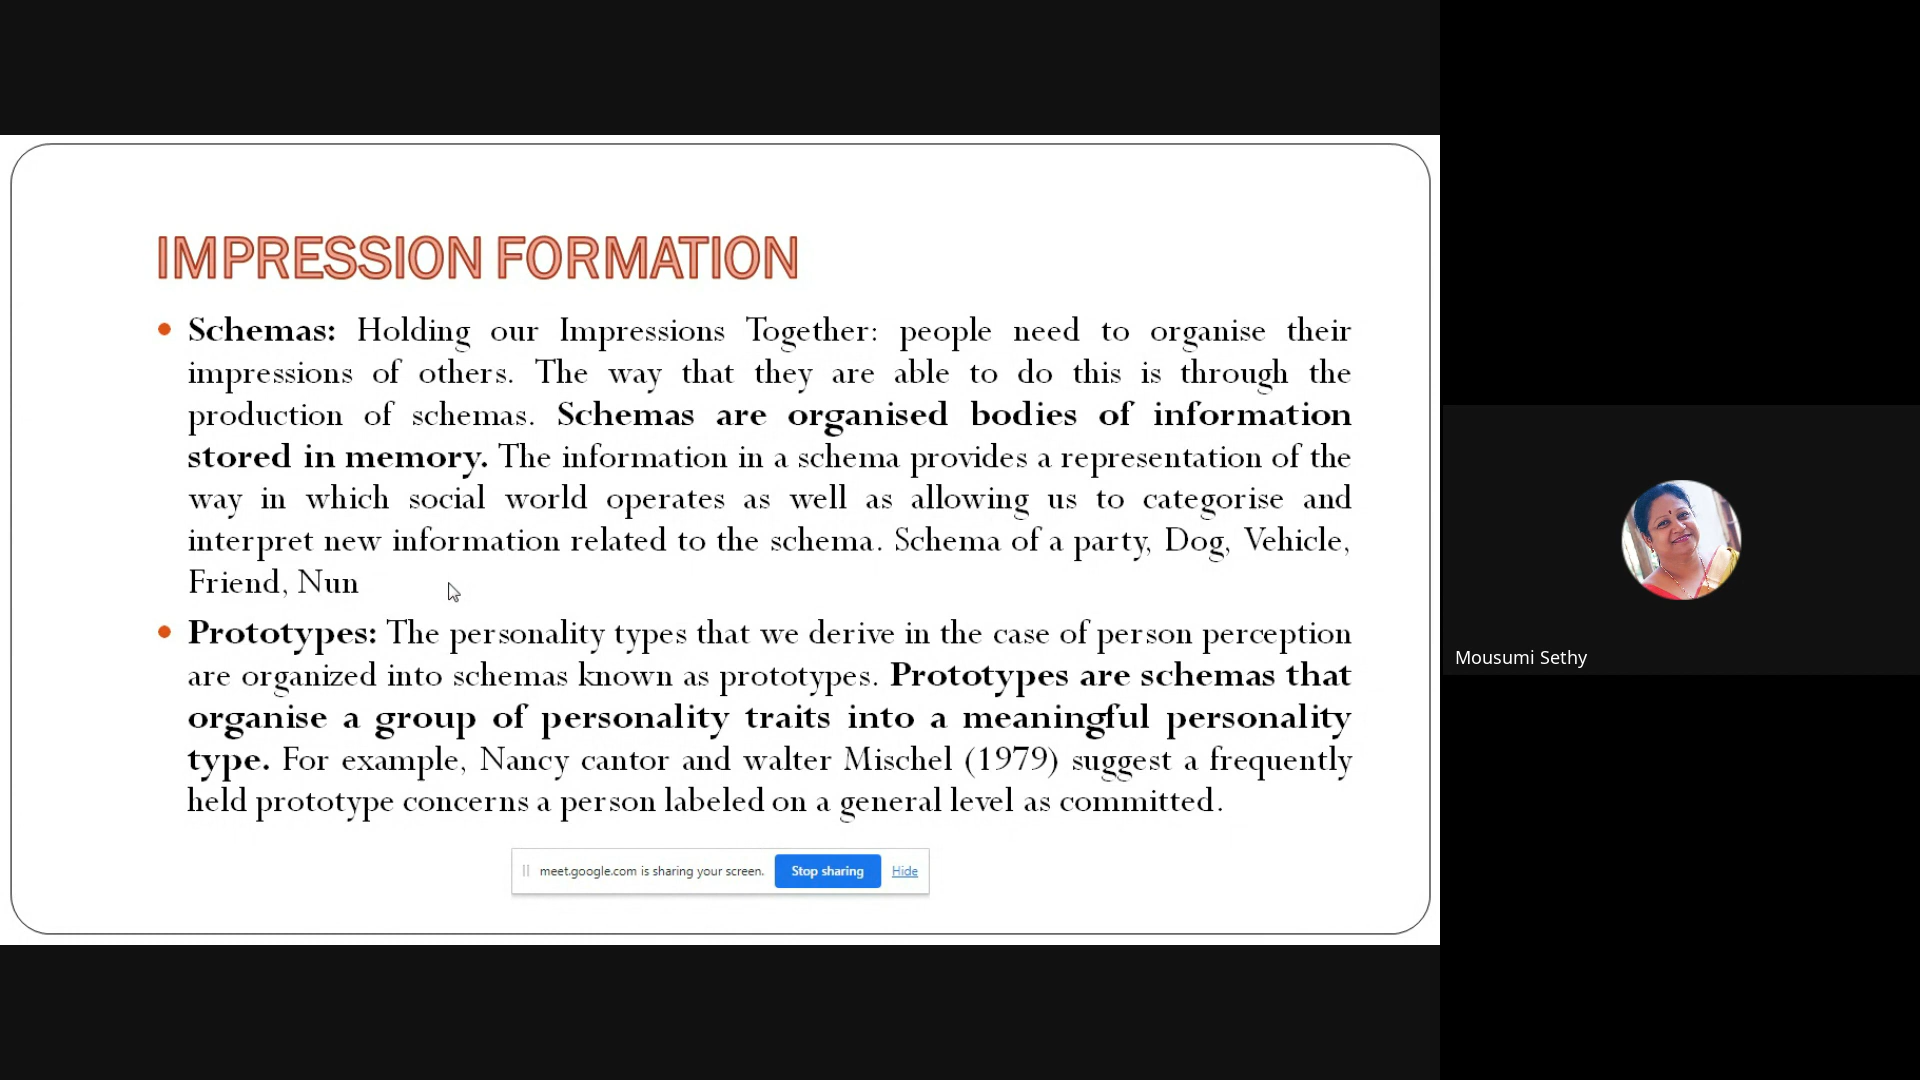 IMPRESSION FORMATION
Schemas: Holding our Impressions Together: people need to organise their
impressions of others. The way that they are able to do this is through the
production of schemas. Schemas are organised bodies of information
stored in memory. The information in a schema provides a representation of the
way in which social world operates as well as allowing us to categorise and
interpret new information related to the schema. Schema of a party, Dog, Vehicle,
Friend, Nun
Prototypes: The personality types that we derive in the case of person perception
are organized into schemas known as prototypes. Prototypes are schemas that
organise a group of personality traits into a meaningful personality
type. For example, Nancy cantor and walter Mischel (1979) suggest a frequently
held prototype concerns a person labeled on a general level as committed.
meet.google.com is sharing your screen. Stop sharing Hide
Mousumi Sethy